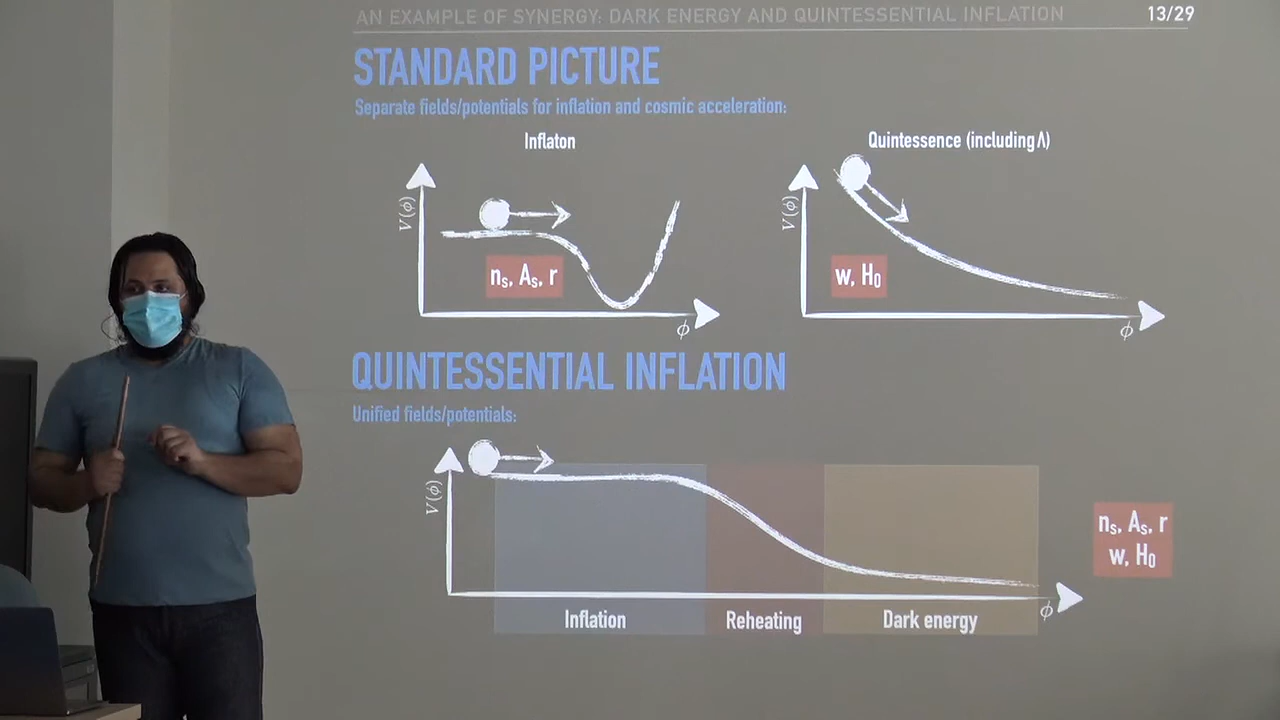 AN EXAMPLE OF SYNERGY: DARK ENERGY AND QUINTESSENTIAL INFLATION
13/29
STANDARD PICTURE
Separate fields/potentials for inflation and cosmic acceleration:
Inflaton
Quintessence (including Λ)
V(ϕ)
nₛ, Aₛ, r
ϕ
V(ϕ)
w, H₀
ϕ
QUINTESSENTIAL INFLATION
Unified fields/potentials:
V(ϕ)
nₛ, Aₛ, r
w, H₀
ϕ
Inflation
Reheating
Dark energy